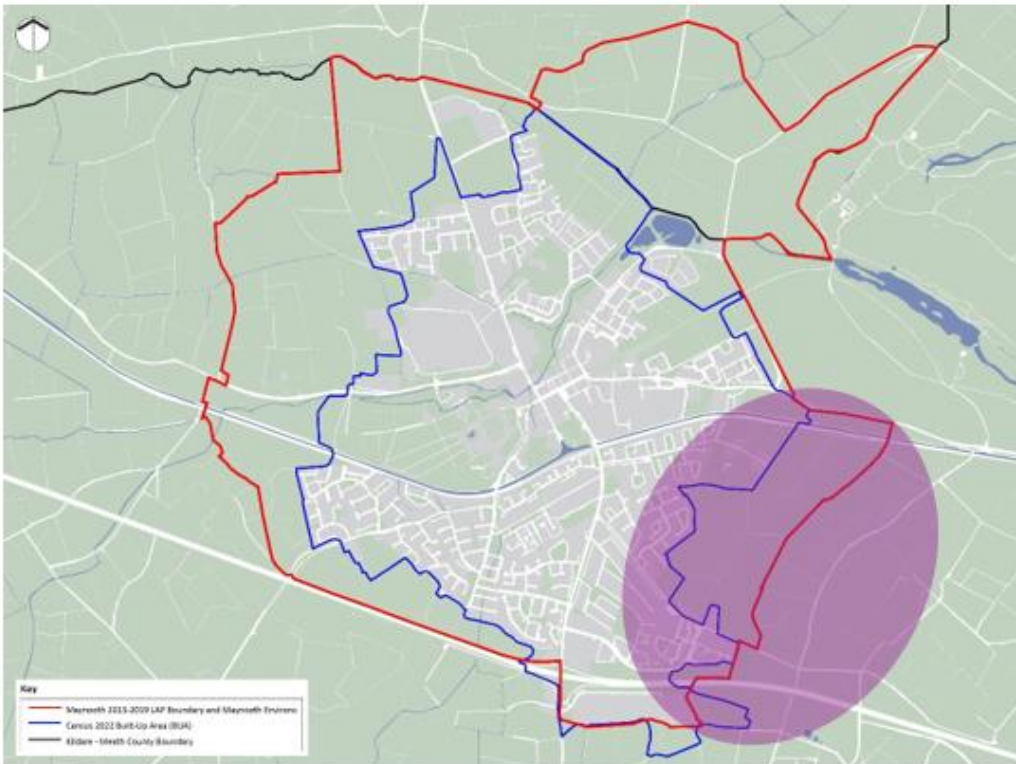 Key
Maynooth 2013-2019 LAP Boundary and Maynooth Environs
Census 2022 Built-Up Area (BUA)
Kildare - Meath County Boundary